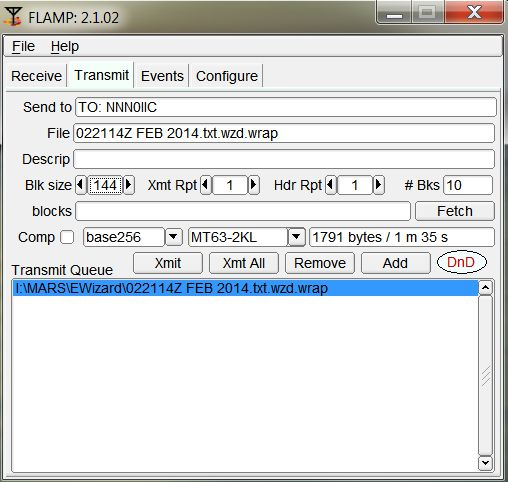 FLAMP: 2.1.02
File Help
Receive Transmit Events Configure
Send to TO: NNN0IIC
File 022114Z FEB 2014.txt.wzd.wrap
Descrip
Blk size 144 Xmt Rpt 1 Hdr Rpt 1 # Bks 10
blocks Fetch
Comp base256 MT63-2KL 1791 bytes / 1 m 35 s
Transmit Queue Xmit Xmt All Remove Add DnD
I:\MARS\EWizard\022114Z FEB 2014.txt.wzd.wrap